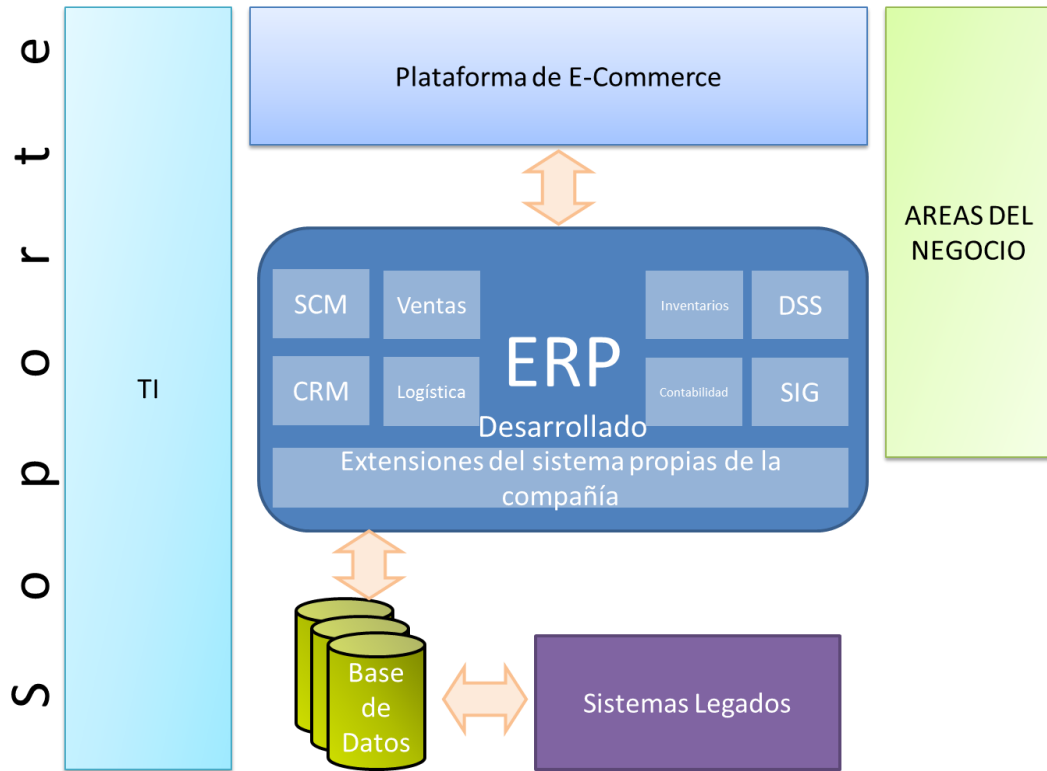 Soporte
TI
Plataforma de E-Commerce
AREAS DEL
NEGOCIO
SCM
Ventas
Inventarios
DSS
ERP
CRM
Logística
Contabilidad
SIG
Desarrollado
Extensiones del sistema propias de la
compañía
Base
de
Datos
Sistemas Legados